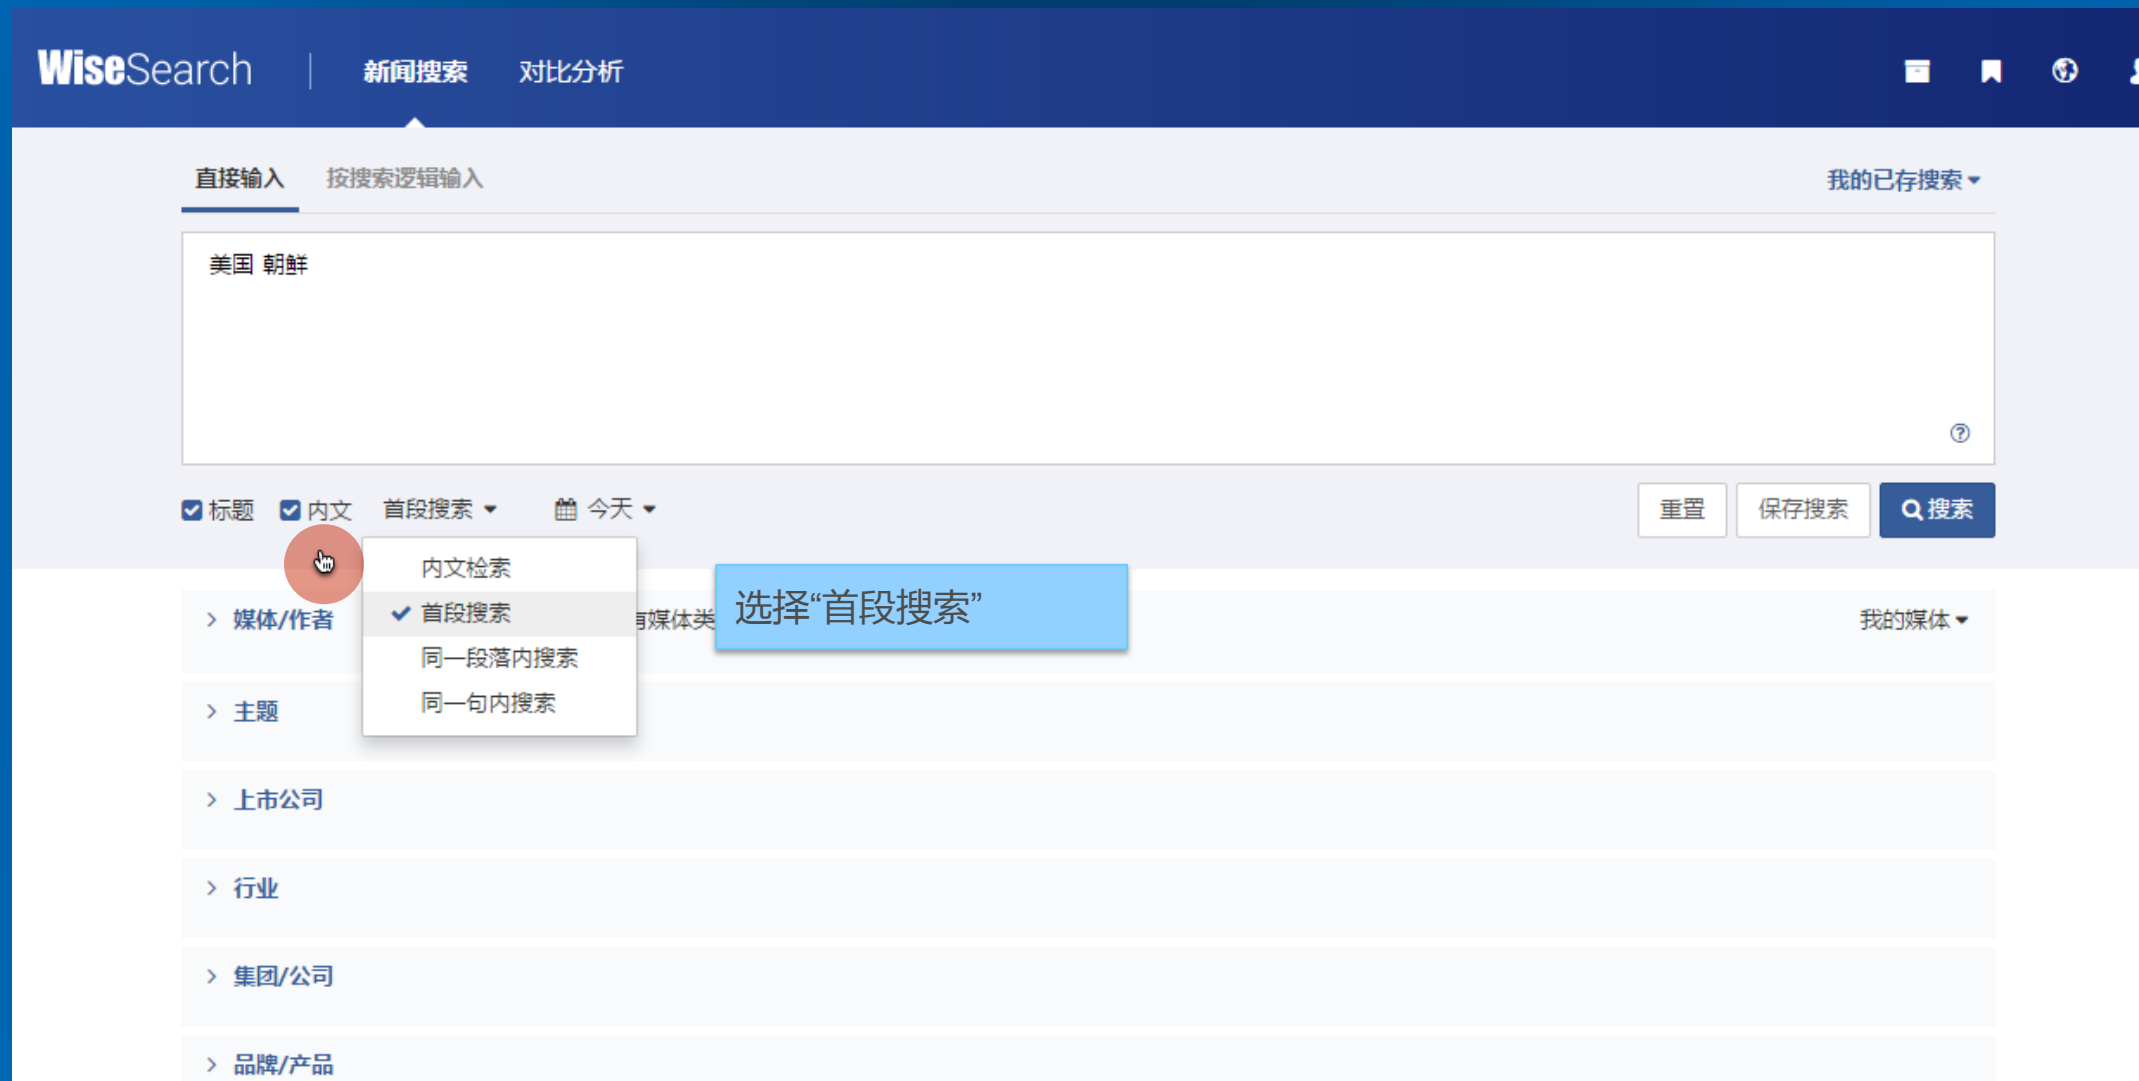 WiseSearch 新闻搜索 对比分析
直接输入 按搜索逻辑输入 我的已存搜索
美国 朝鲜
标题 内文 首段搜索 今天 重置 保存搜索 搜索
内文检索
首段搜索
同一段落内搜索
同一句内搜索
选择“首段搜索”
媒体/作者 媒体类 我的媒体
主题
上市公司
行业
集团/公司
品牌/产品